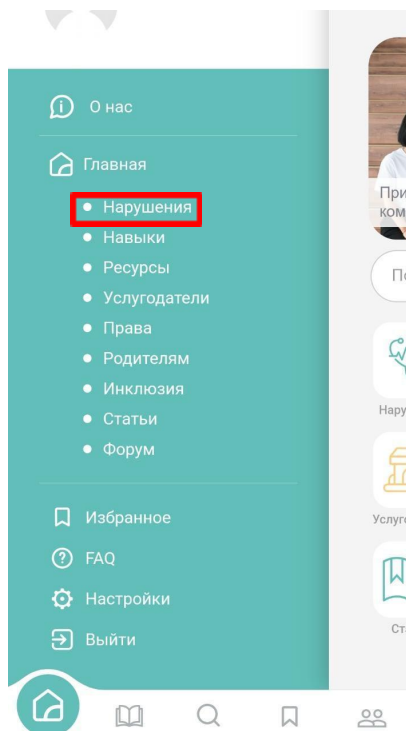 О нас
Главная
Нарушения
Навыки
Ресурсы
Услугодатели
Права
Родителям
Инклюзия
Статьи
Форум
Избранное
FAQ
Настройки
Выйти